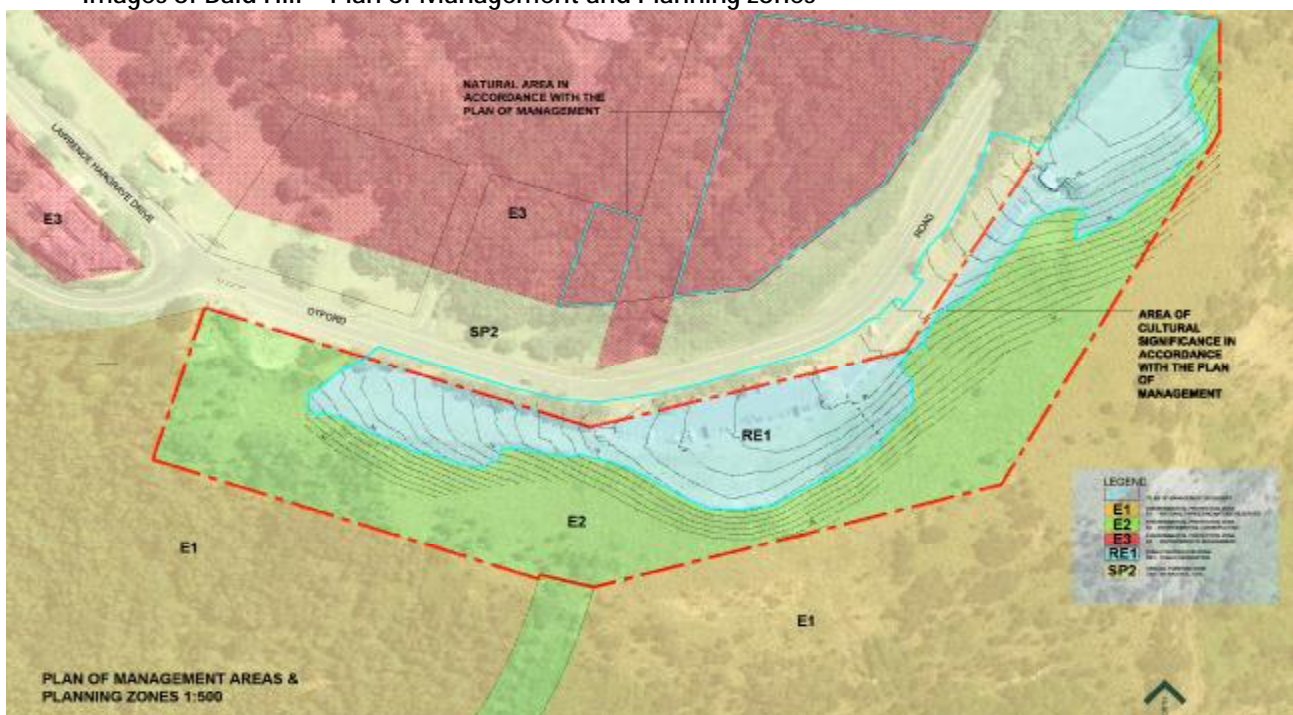 Images of Bald Hill – Plan of Management and Planning zones
NATURAL AREA IN
ACCORDANCE WITH THE
PLAN OF MANAGEMENT
LAWRENCE HARGRAVE DRIVE
E3
E3
ROAD
OTFORD
SP2
AREA OF
CULTURAL
SIGNIFICANCE IN
ACCORDANCE
WITH THE PLAN
OF
MANAGEMENT
RE1
E2
E1
E1
LEGEND
E1
E2
E3
RE1
SP2
PLAN OF MANAGEMENT AREAS &
PLANNING ZONES 1:500